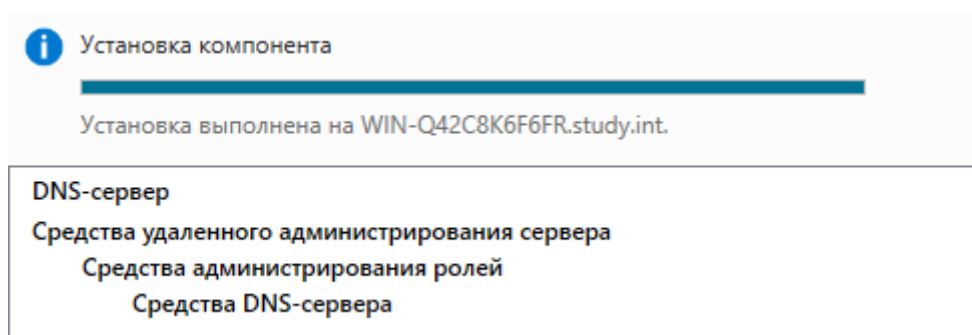 Установка компонента
Установка выполнена на WIN-Q42C8K6F6FR.study.int.
DNS-сервер
Средства удаленного администрирования сервера
Средства администрирования ролей
Средства DNS-сервера